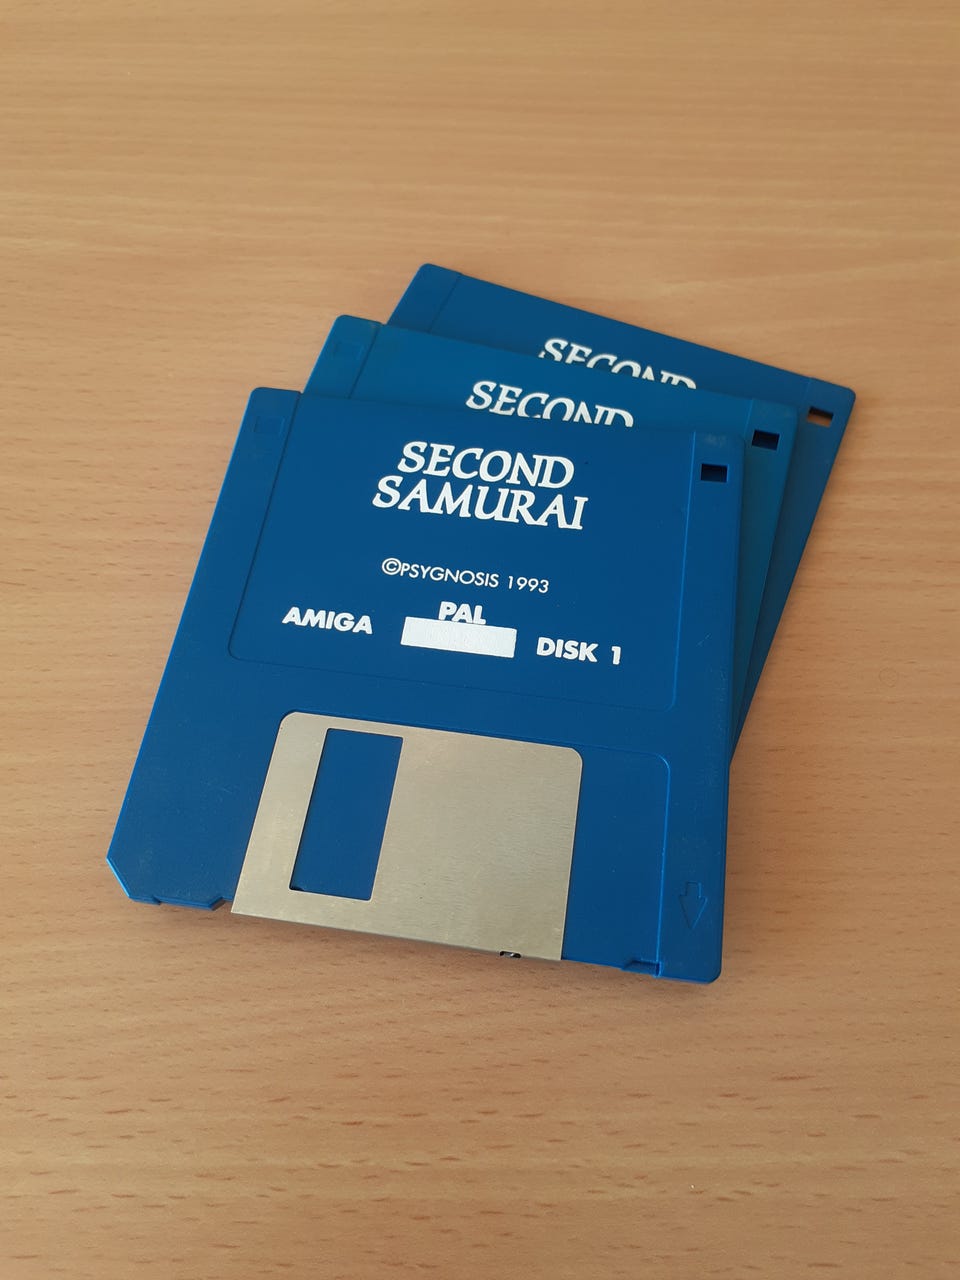 SECOND
SECOND
SECOND
SAMURAI
©PSYGNOSIS 1993
PAL
AMIGA DISK 1